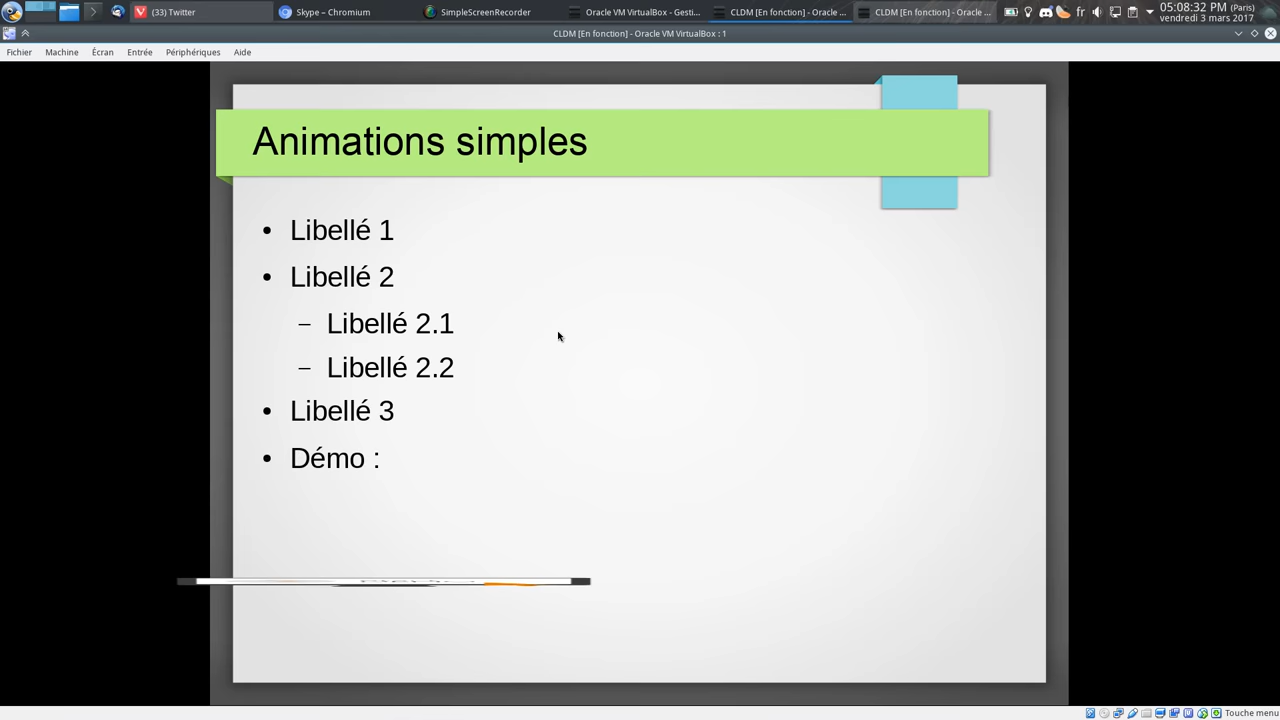 (33) Twitter
Skype – Chromium
SimpleScreenRecorder
Oracle VM VirtualBox - Gesti...
CLDM [En fonction] - Oracle ...
CLDM [En fonction] - Oracle ...
fr
05:08:32 PM (Paris)
vendredi 3 mars 2017
CLDM [En fonction] - Oracle VM VirtualBox : 1
Fichier Machine Écran Entrée Périphériques Aide
Animations simples
• Libellé 1
• Libellé 2
– Libellé 2.1
– Libellé 2.2
• Libellé 3
• Démo :
Touche menu